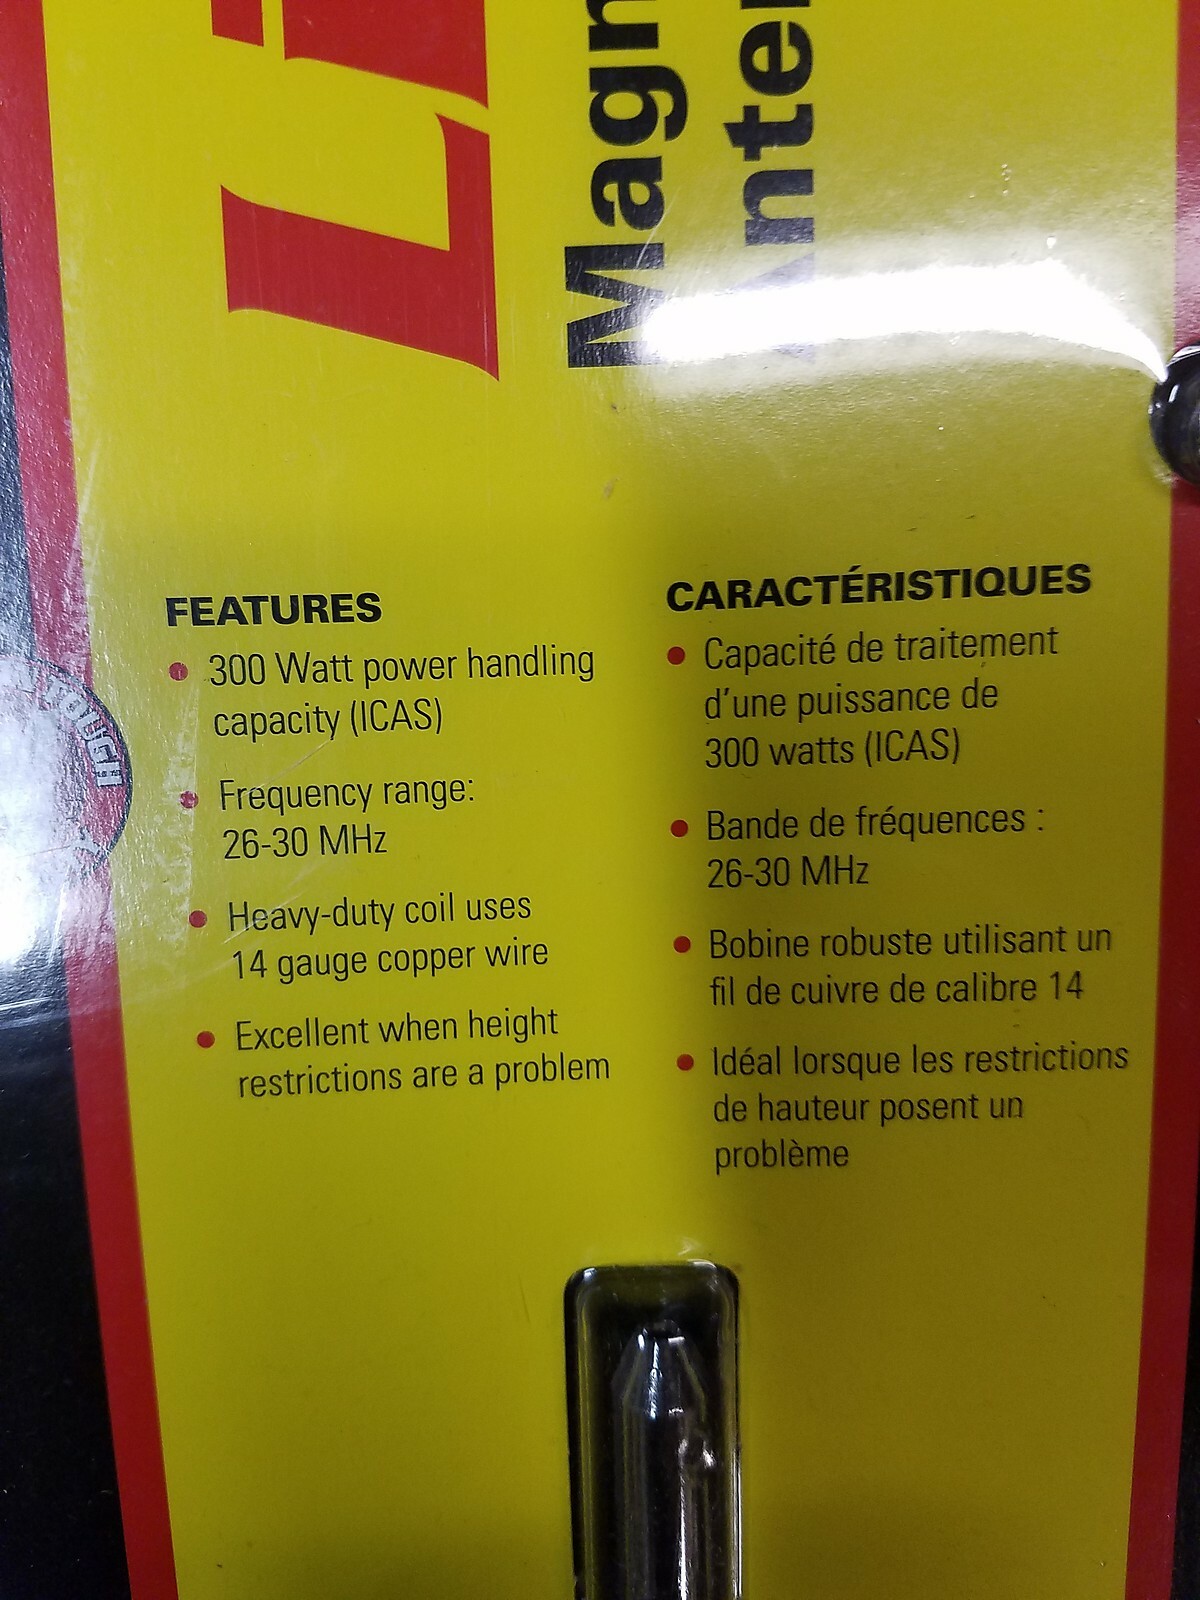 Li
Magn
Anten
FEATURES
• 300 Watt power handling
capacity (ICAS)
• Frequency range:
26-30 MHz
• Heavy-duty coil uses
14 gauge copper wire
• Excellent when height
restrictions are a problem
CARACTÉRISTIQUES
• Capacité de traitement
d'une puissance de
300 watts (ICAS)
• Bande de fréquences :
26-30 MHz
• Bobine robuste utilisant un
fil de cuivre de calibre 14
• Idéal lorsque les restrictions
de hauteur posent un
problème